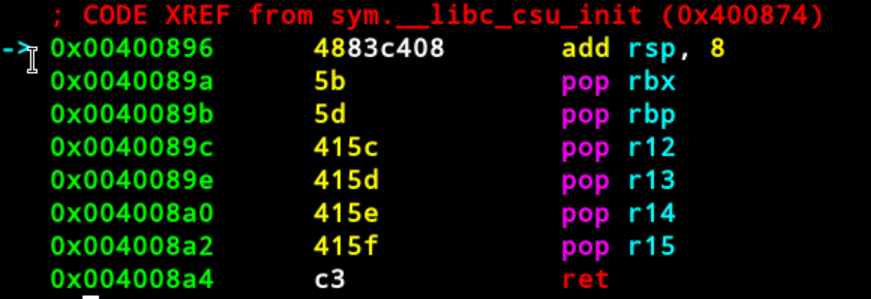 ; CODE XREF from sym.__libc_csu_init (0x400874)
-> 0x00400896 4883c408 add rsp, 8
0x0040089a 5b pop rbx
0x0040089b 5d pop rbp
0x0040089c 415c pop r12
0x0040089e 415d pop r13
0x004008a0 415e pop r14
0x004008a2 415f pop r15
0x004008a4 c3 ret